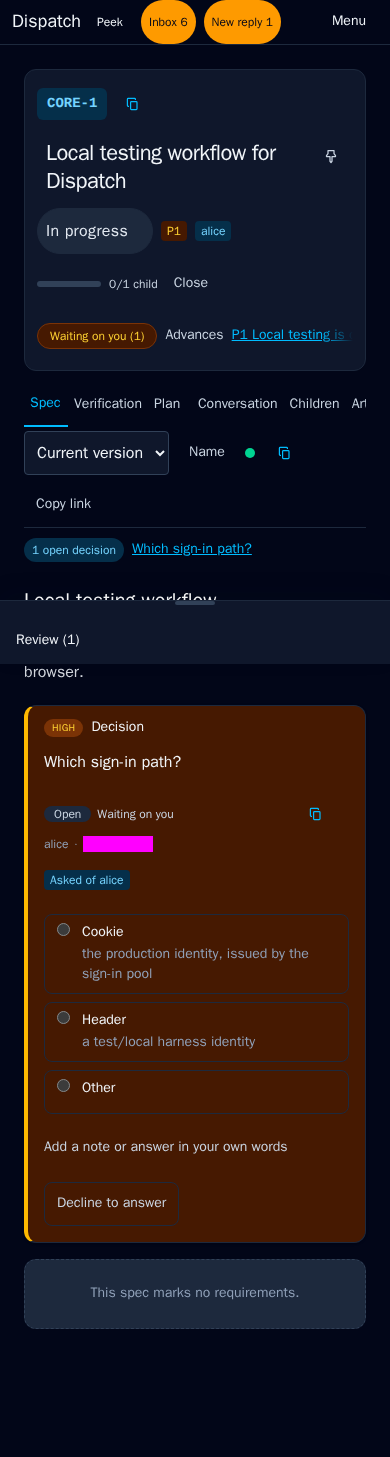 Dispatch Peek Inbox 6 New reply 1 Menu
CORE-1
Local testing workflow for
Dispatch
In progress P1 alice
0/1 child Close
Waiting on you (1) Advances P1 Local testing is
Spec Verification Plan Conversation Children Art
Current version Name
Copy link
1 open decision Which sign-in path?
Local testing workflow
Review (1)
browser.
HIGH Decision
Which sign-in path?
Open Waiting on you
alice ·
Asked of alice
Cookie
the production identity, issued by the
sign-in pool
Header
a test/local harness identity
Other
Add a note or answer in your own words
Decline to answer
This spec marks no requirements.